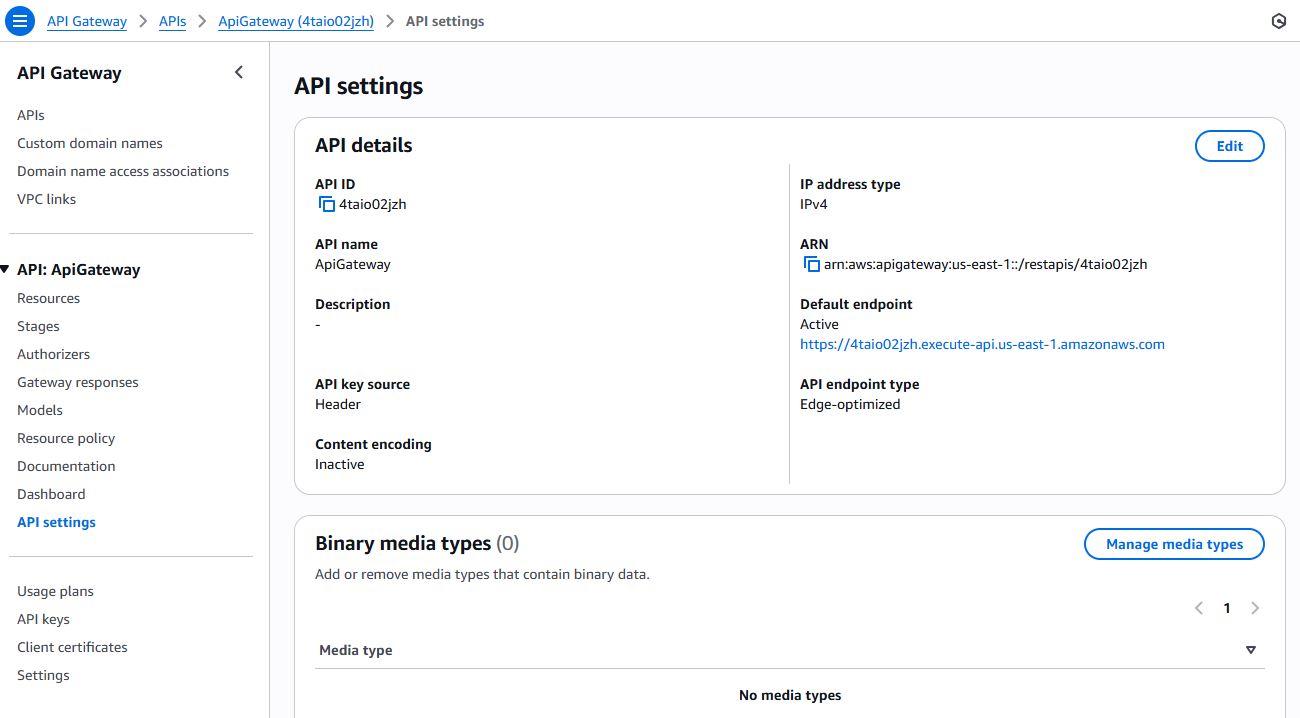 API Gateway > APIs > ApiGateway (4taio02jzh) > API settings
API Gateway
APIs
Custom domain names
Domain name access associations
VPC links
API: ApiGateway
Resources
Stages
Authorizers
Gateway responses
Models
Resource policy
Documentation
Dashboard
API settings
Usage plans
API keys
Client certificates
Settings
API settings
API details
Edit
API ID
4taio02jzh
API name
ApiGateway
Description
-
API key source
Header
Content encoding
Inactive
IP address type
IPv4
ARN
arn:aws:apigateway:us-east-1::/restapis/4taio02jzh
Default endpoint
Active
https://4taio02jzh.execute-api.us-east-1.amazonaws.com
API endpoint type
Edge-optimized
Binary media types (0)
Manage media types
Add or remove media types that contain binary data.
1
Media type
No media types